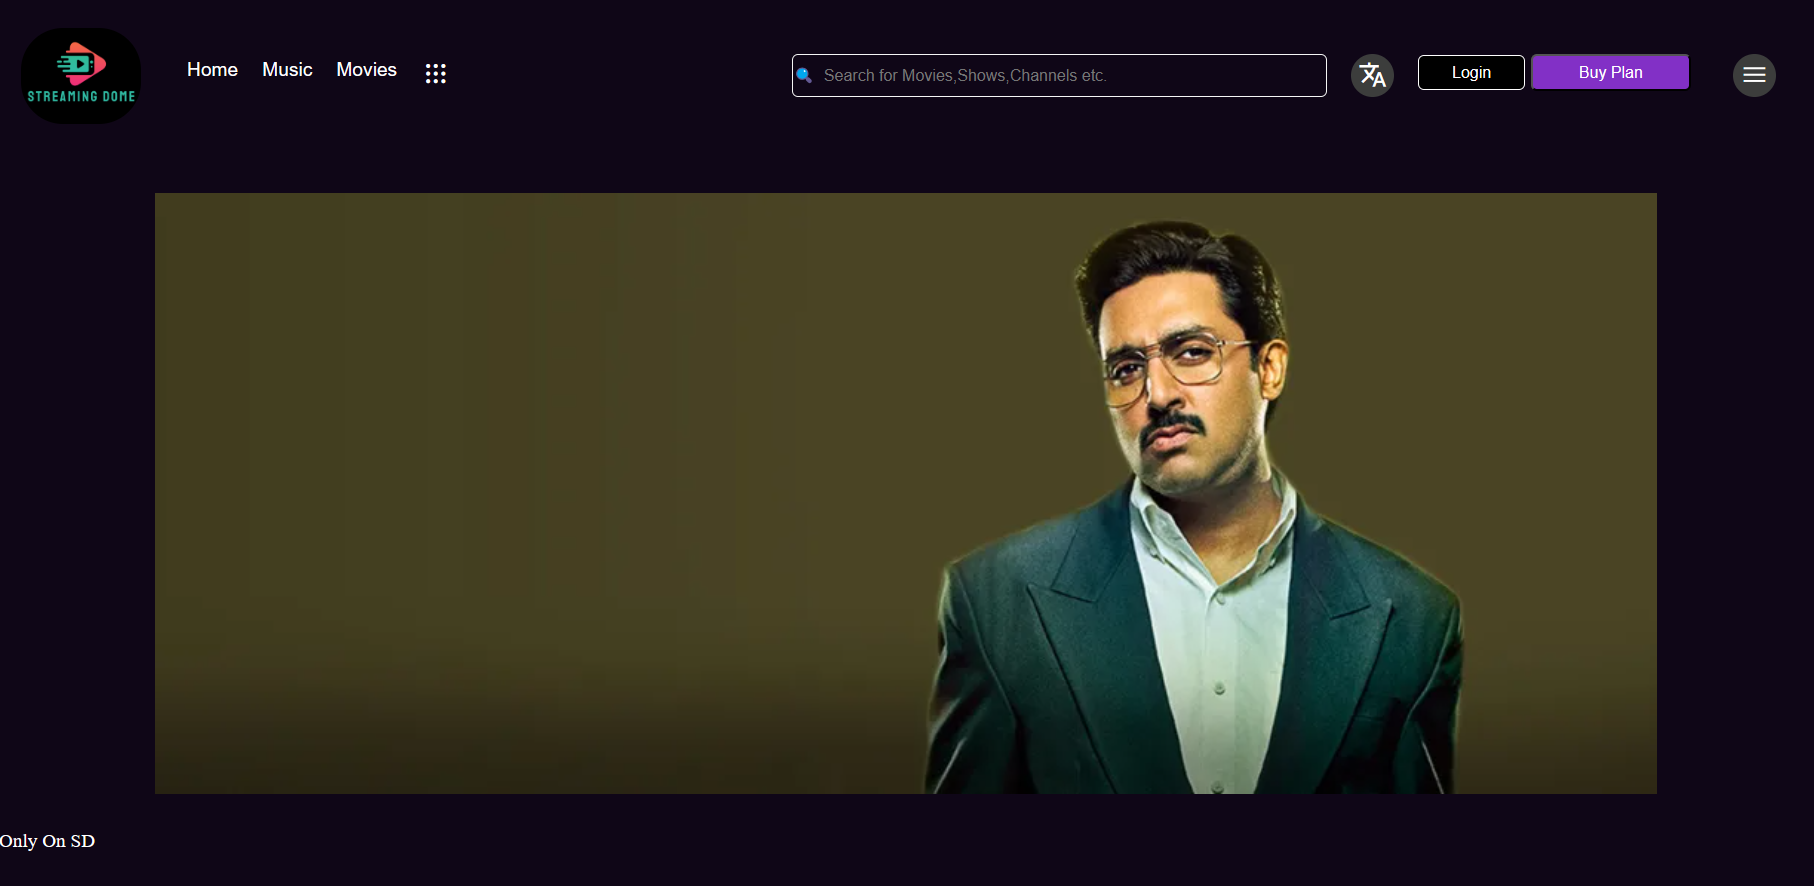 STREAMING DOME
Home Music Movies
Search for Movies,Shows,Channels etc.
Login
Buy Plan
Only On SD